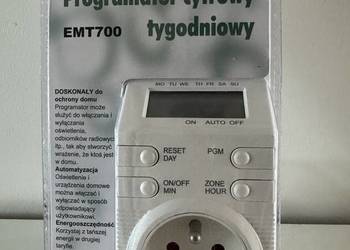 Programator cyfrowy
EMT700 tygodniowy
DOSKONAŁY do
ochrony domu
Programator może
służyć do włączania i
wyłączania
oświetlenia,
odbiorników radiowych
itp., tak aby stworzyć
wrażenie, że ktoś jest
w domu.
Automatyzacja
Oświetlenie i
urządzenia domowe
można włączać i
wyłączać w sposób
odpowiadający
użytkownikowi.
Energooszczędność
Korzystanie z tańszej
energii w drugiej
taryfie.
MO TU WE TH FR SA SU
ON AUTO OFF
RESET
DAY
PGM
ON/OFF
MIN
ZONE
HOUR